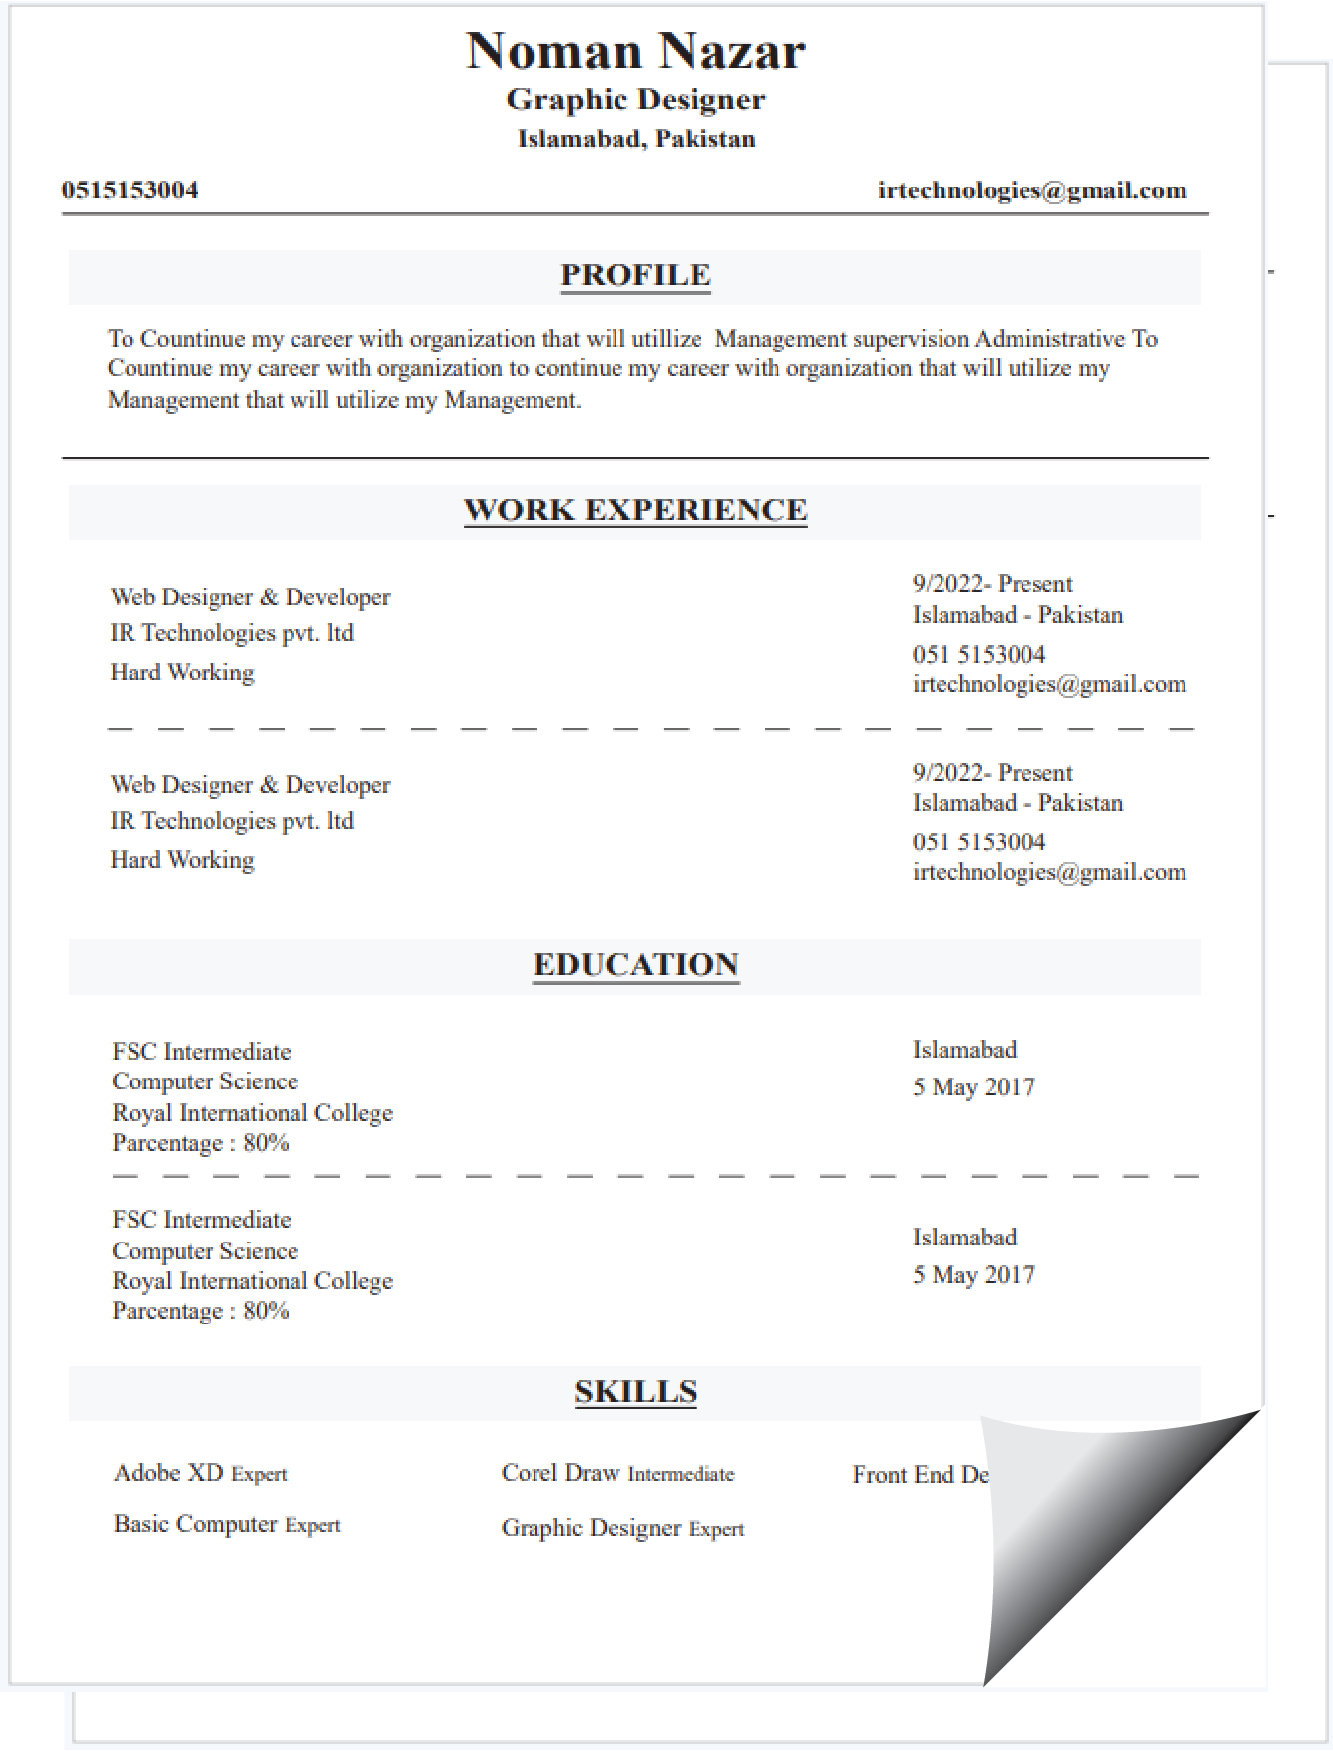 Noman Nazar
Graphic Designer
Islamabad, Pakistan
0515153004 irtechnologies@gmail.com
PROFILE
To Countinue my career with organization that will utillize Management supervision Administrative To
Countinue my career with organization to continue my career with organization that will utilize my
Management that will utilize my Management.
WORK EXPERIENCE
Web Designer & Developer
IR Technologies pvt. ltd
Hard Working
9/2022- Present
Islamabad - Pakistan
051 5153004
irtechnologies@gmail.com
Web Designer & Developer
IR Technologies pvt. ltd
Hard Working
9/2022- Present
Islamabad - Pakistan
051 5153004
irtechnologies@gmail.com
EDUCATION
FSC Intermediate
Computer Science
Royal International College
Parcentage : 80%
Islamabad
5 May 2017
FSC Intermediate
Computer Science
Royal International College
Parcentage : 80%
Islamabad
5 May 2017
SKILLS
Adobe XD Expert Corel Draw Intermediate Front End
Basic Computer Expert Graphic Designer Expert